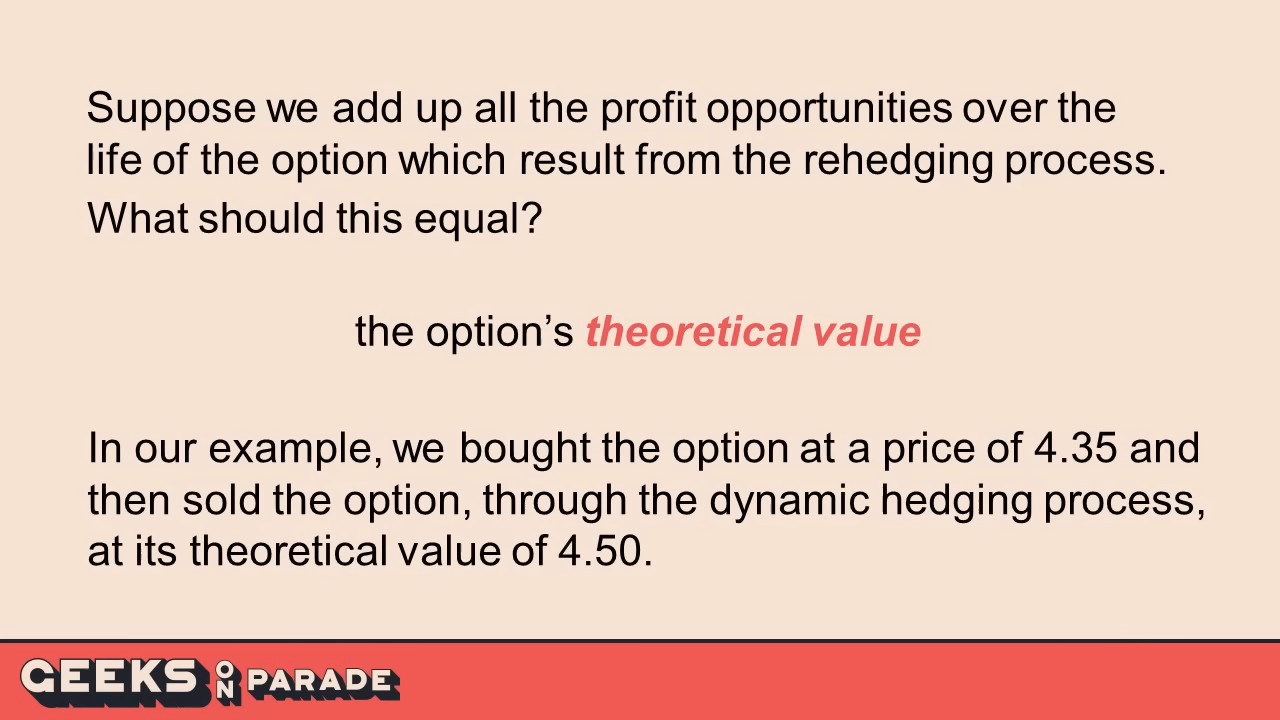 Suppose we add up all the profit opportunities over the
life of the option which result from the rehedging process.
What should this equal?
the option’s theoretical value
In our example, we bought the option at a price of 4.35 and
then sold the option, through the dynamic hedging process,
at its theoretical value of 4.50.
GEEKS ON PARADE